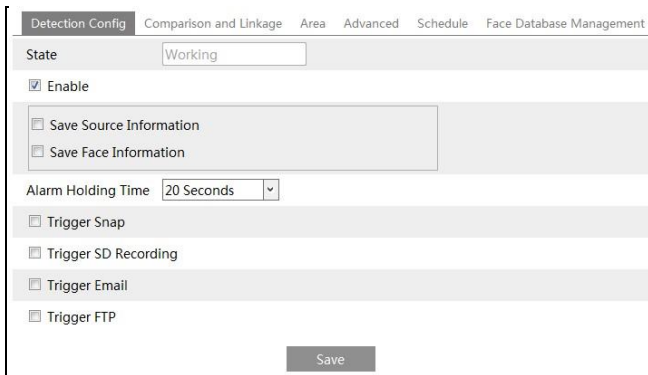 Detection Config Comparison and Linkage Area Advanced Schedule Face Database Management
State Working
Enable
Save Source Information
Save Face Information
Alarm Holding Time 20 Seconds
Trigger Snap
Trigger SD Recording
Trigger Email
Trigger FTP
Save